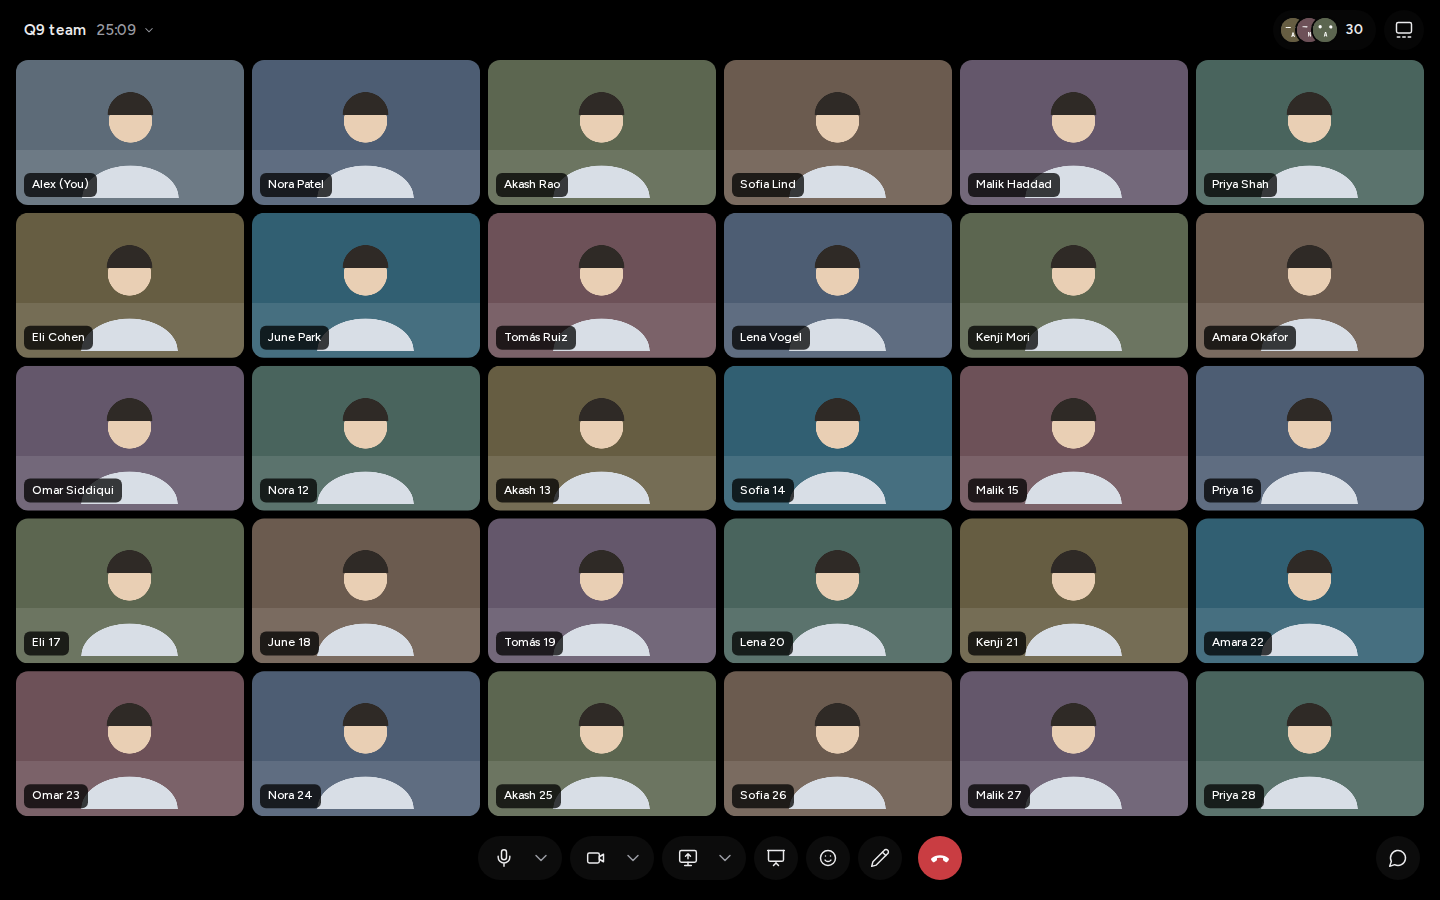 Q9 team 25:09
30
Alex (You)
Nora Patel
Akash Rao
Sofia Lind
Malik Haddad
Priya Shah
Eli Cohen
June Park
Tomás Ruiz
Lena Vogel
Kenji Mori
Amara Okafor
Omar Siddiqui
Nora 12
Akash 13
Sofia 14
Malik 15
Priya 16
Eli 17
June 18
Tomás 19
Lena 20
Kenji 21
Amara 22
Omar 23
Nora 24
Akash 25
Sofia 26
Malik 27
Priya 28